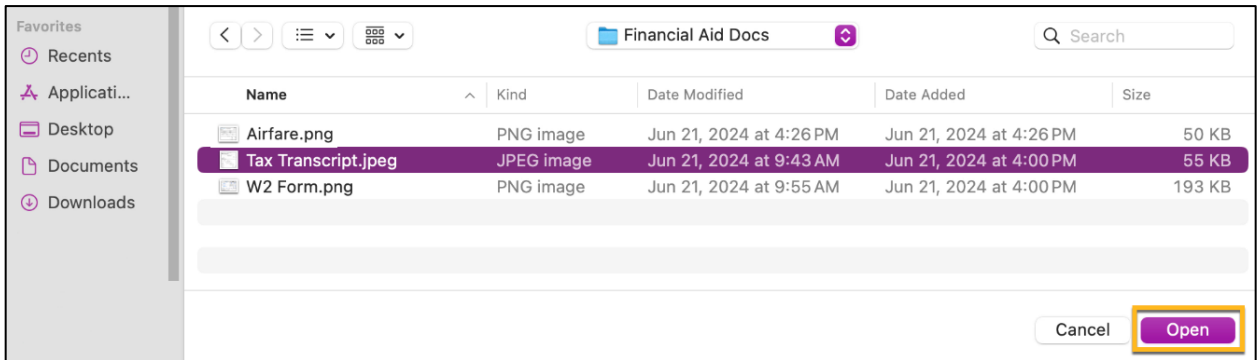 Favorites
Recents
Applicati...
Desktop
Documents
Downloads
Financial Aid Docs
Search
Name Kind Date Modified Date Added Size
Airfare.png PNG image Jun 21, 2024 at 4:26 PM Jun 21, 2024 at 4:26 PM 50 KB
Tax Transcript.jpeg JPEG image Jun 21, 2024 at 9:43 AM Jun 21, 2024 at 4:00 PM 55 KB
W2 Form.png PNG image Jun 21, 2024 at 9:55 AM Jun 21, 2024 at 4:00 PM 193 KB
Cancel Open